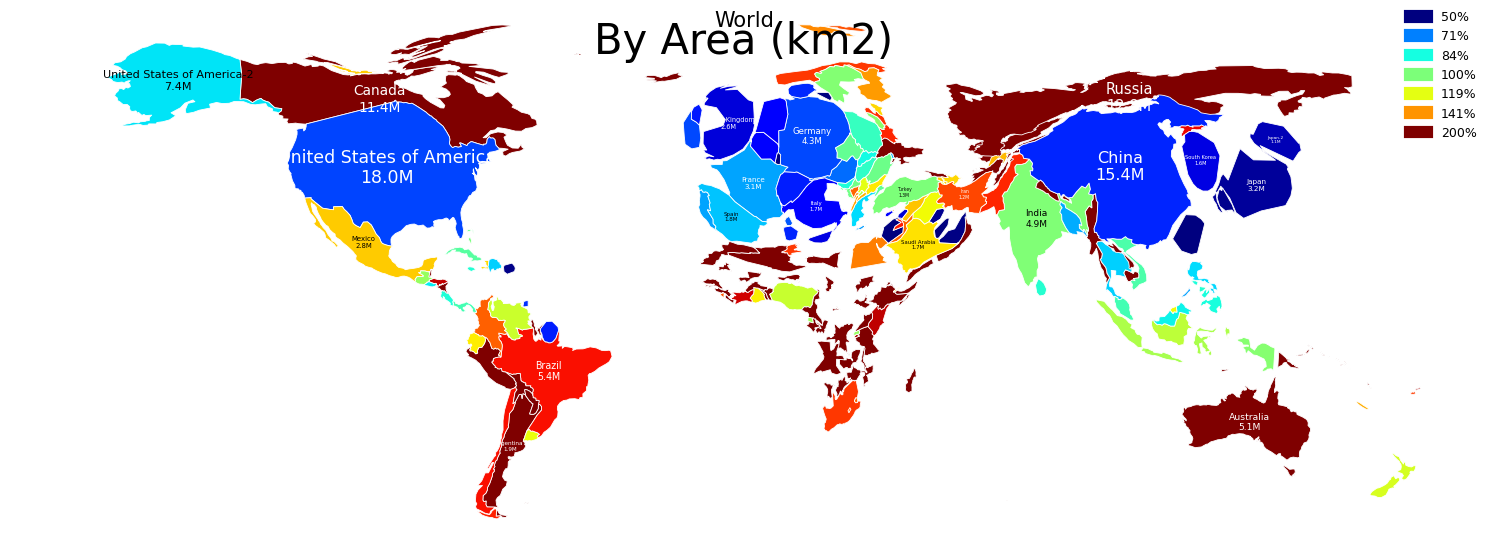 World
By Area (km2)
50%
71%
84%
100%
119%
141%
200%
United States of America 2
7.4M
Canada
11.4M
Russia
United States of America
18.0M
Kingdom
2.6M
Germany
4.3M
China
15.4M
South Korea
1.6M
Japan 2
1.1M
Japan
3.2M
France
3.1M
Spain
1.8M
Italy
1.7M
Turkey
1.3M
Iran
1.2M
India
4.9M
Saudi Arabia
1.7M
Mexico
2.8M
Brazil
5.4M
Argentina
1.9M
Australia
5.1M